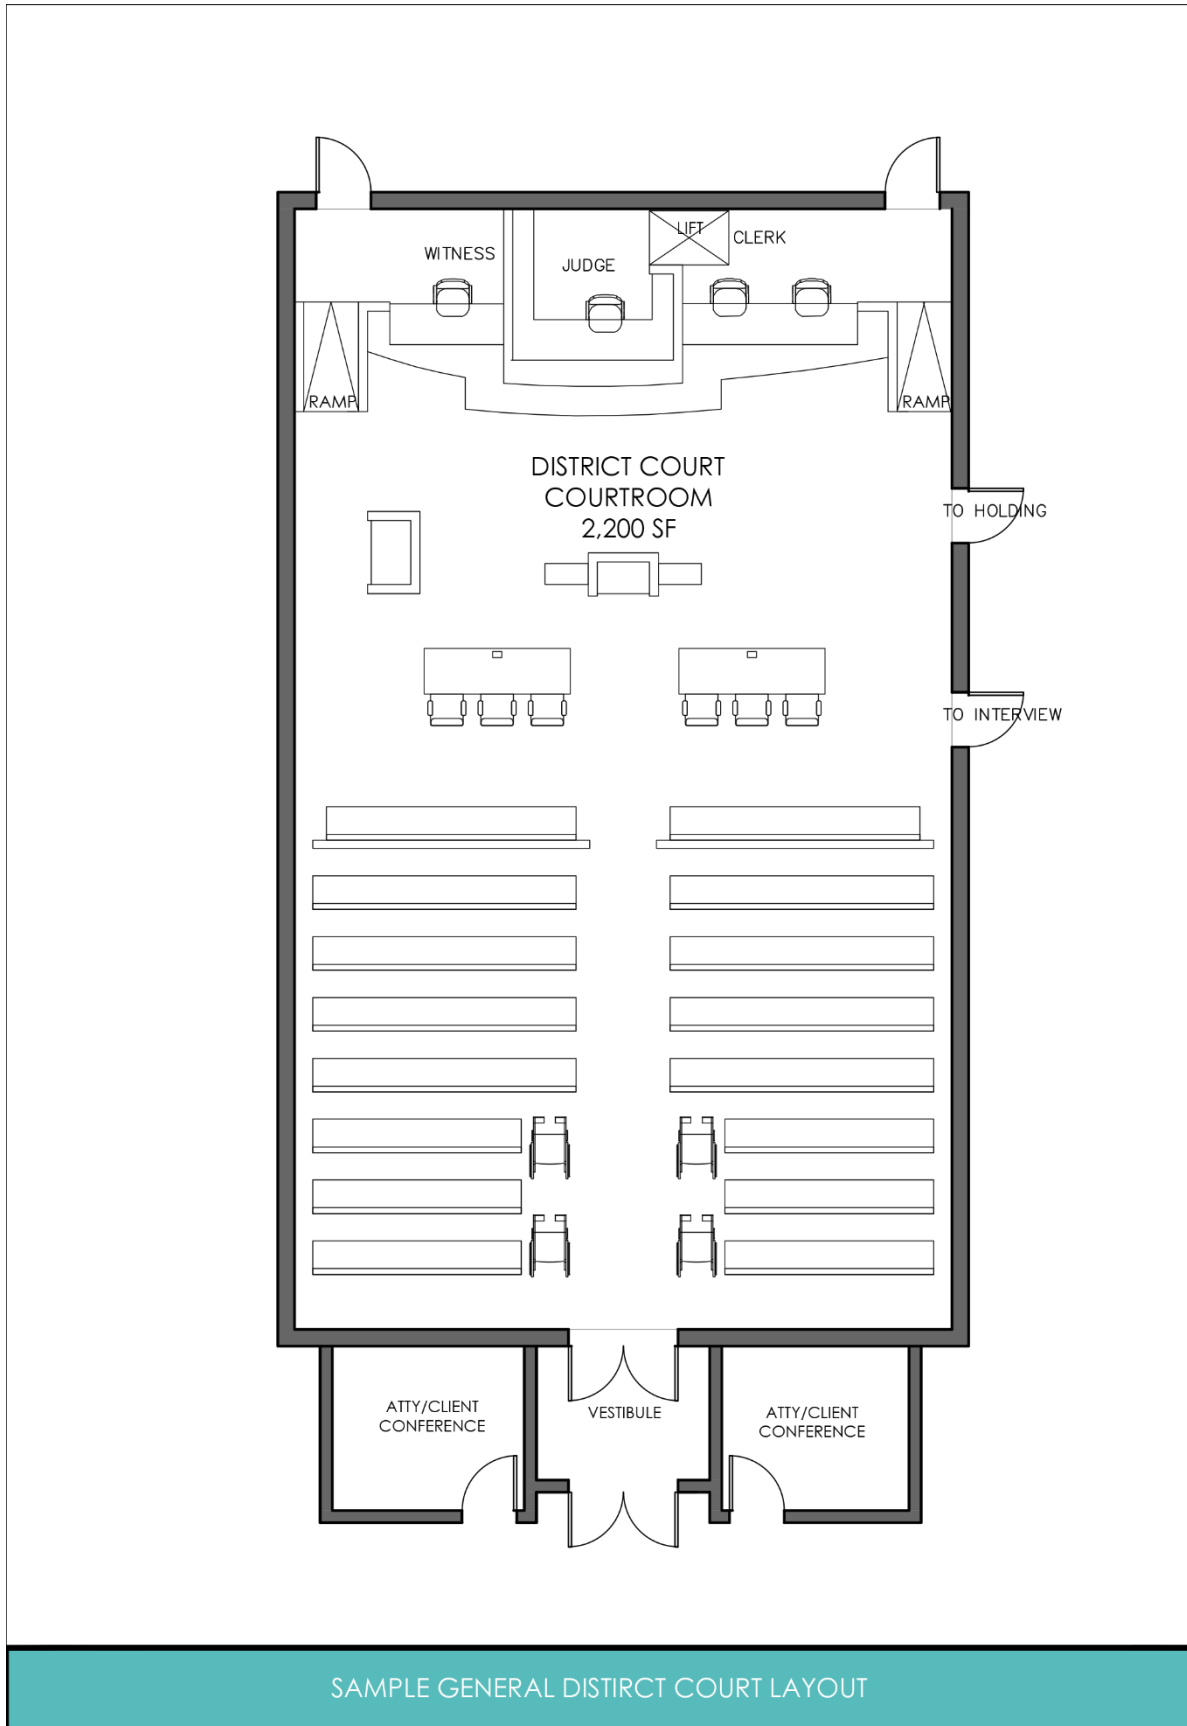 LIFT
CLERK
WITNESS
JUDGE
RAMP
RAMP
DISTRICT COURT
COURTROOM
2,200 SF
TO HOLDING
TO INTERVIEW
ATTY/CLIENT
CONFERENCE
VESTIBULE
ATTY/CLIENT
CONFERENCE
SAMPLE GENERAL DISTIRCT COURT LAYOUT